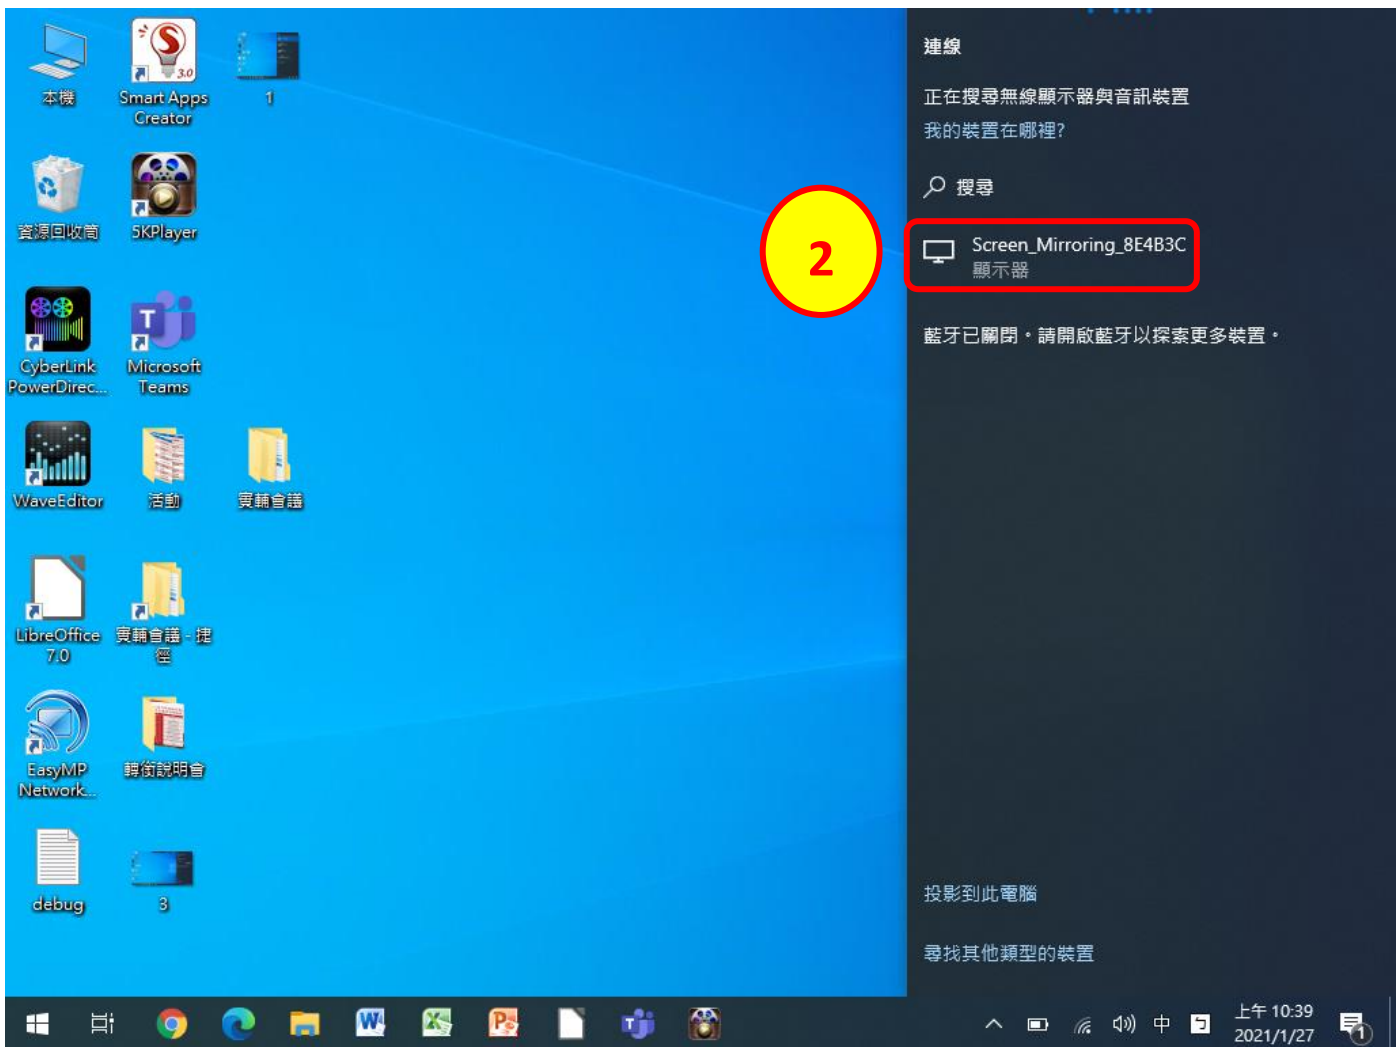 本機
Smart Apps
Creator
1
資源回收筒
5KPlayer
CyberLink
PowerDirec...
Microsoft
Teams
WaveEditor
活動
實輔會議
LibreOffice
7.0
實輔會議 - 捷
徑
EasyMP
Network...
轉銜說明會
debug
3
2
連線
正在搜尋無線顯示器與音訊裝置
我的裝置在哪裡?
搜尋
Screen_Mirroring_8E4B3C
顯示器
藍牙已關閉。請開啟藍牙以探索更多裝置。
投影到此電腦
尋找其他類型的裝置
中
ㄅ
上午 10:39
2021/1/27
1